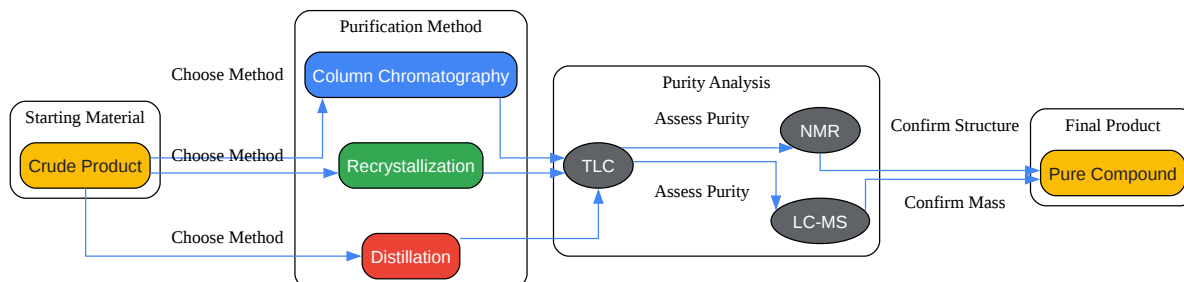 Purification Method
Choose Method
Column Chromatography
Purity Analysis
Starting Material
Assess Purity
NMR
Confirm Structure
Final Product
Crude Product
Choose Method
Recrystallization
TLC
Pure Compound
Assess Purity
LC-MS
Confirm Mass
Choose Method
Distillation